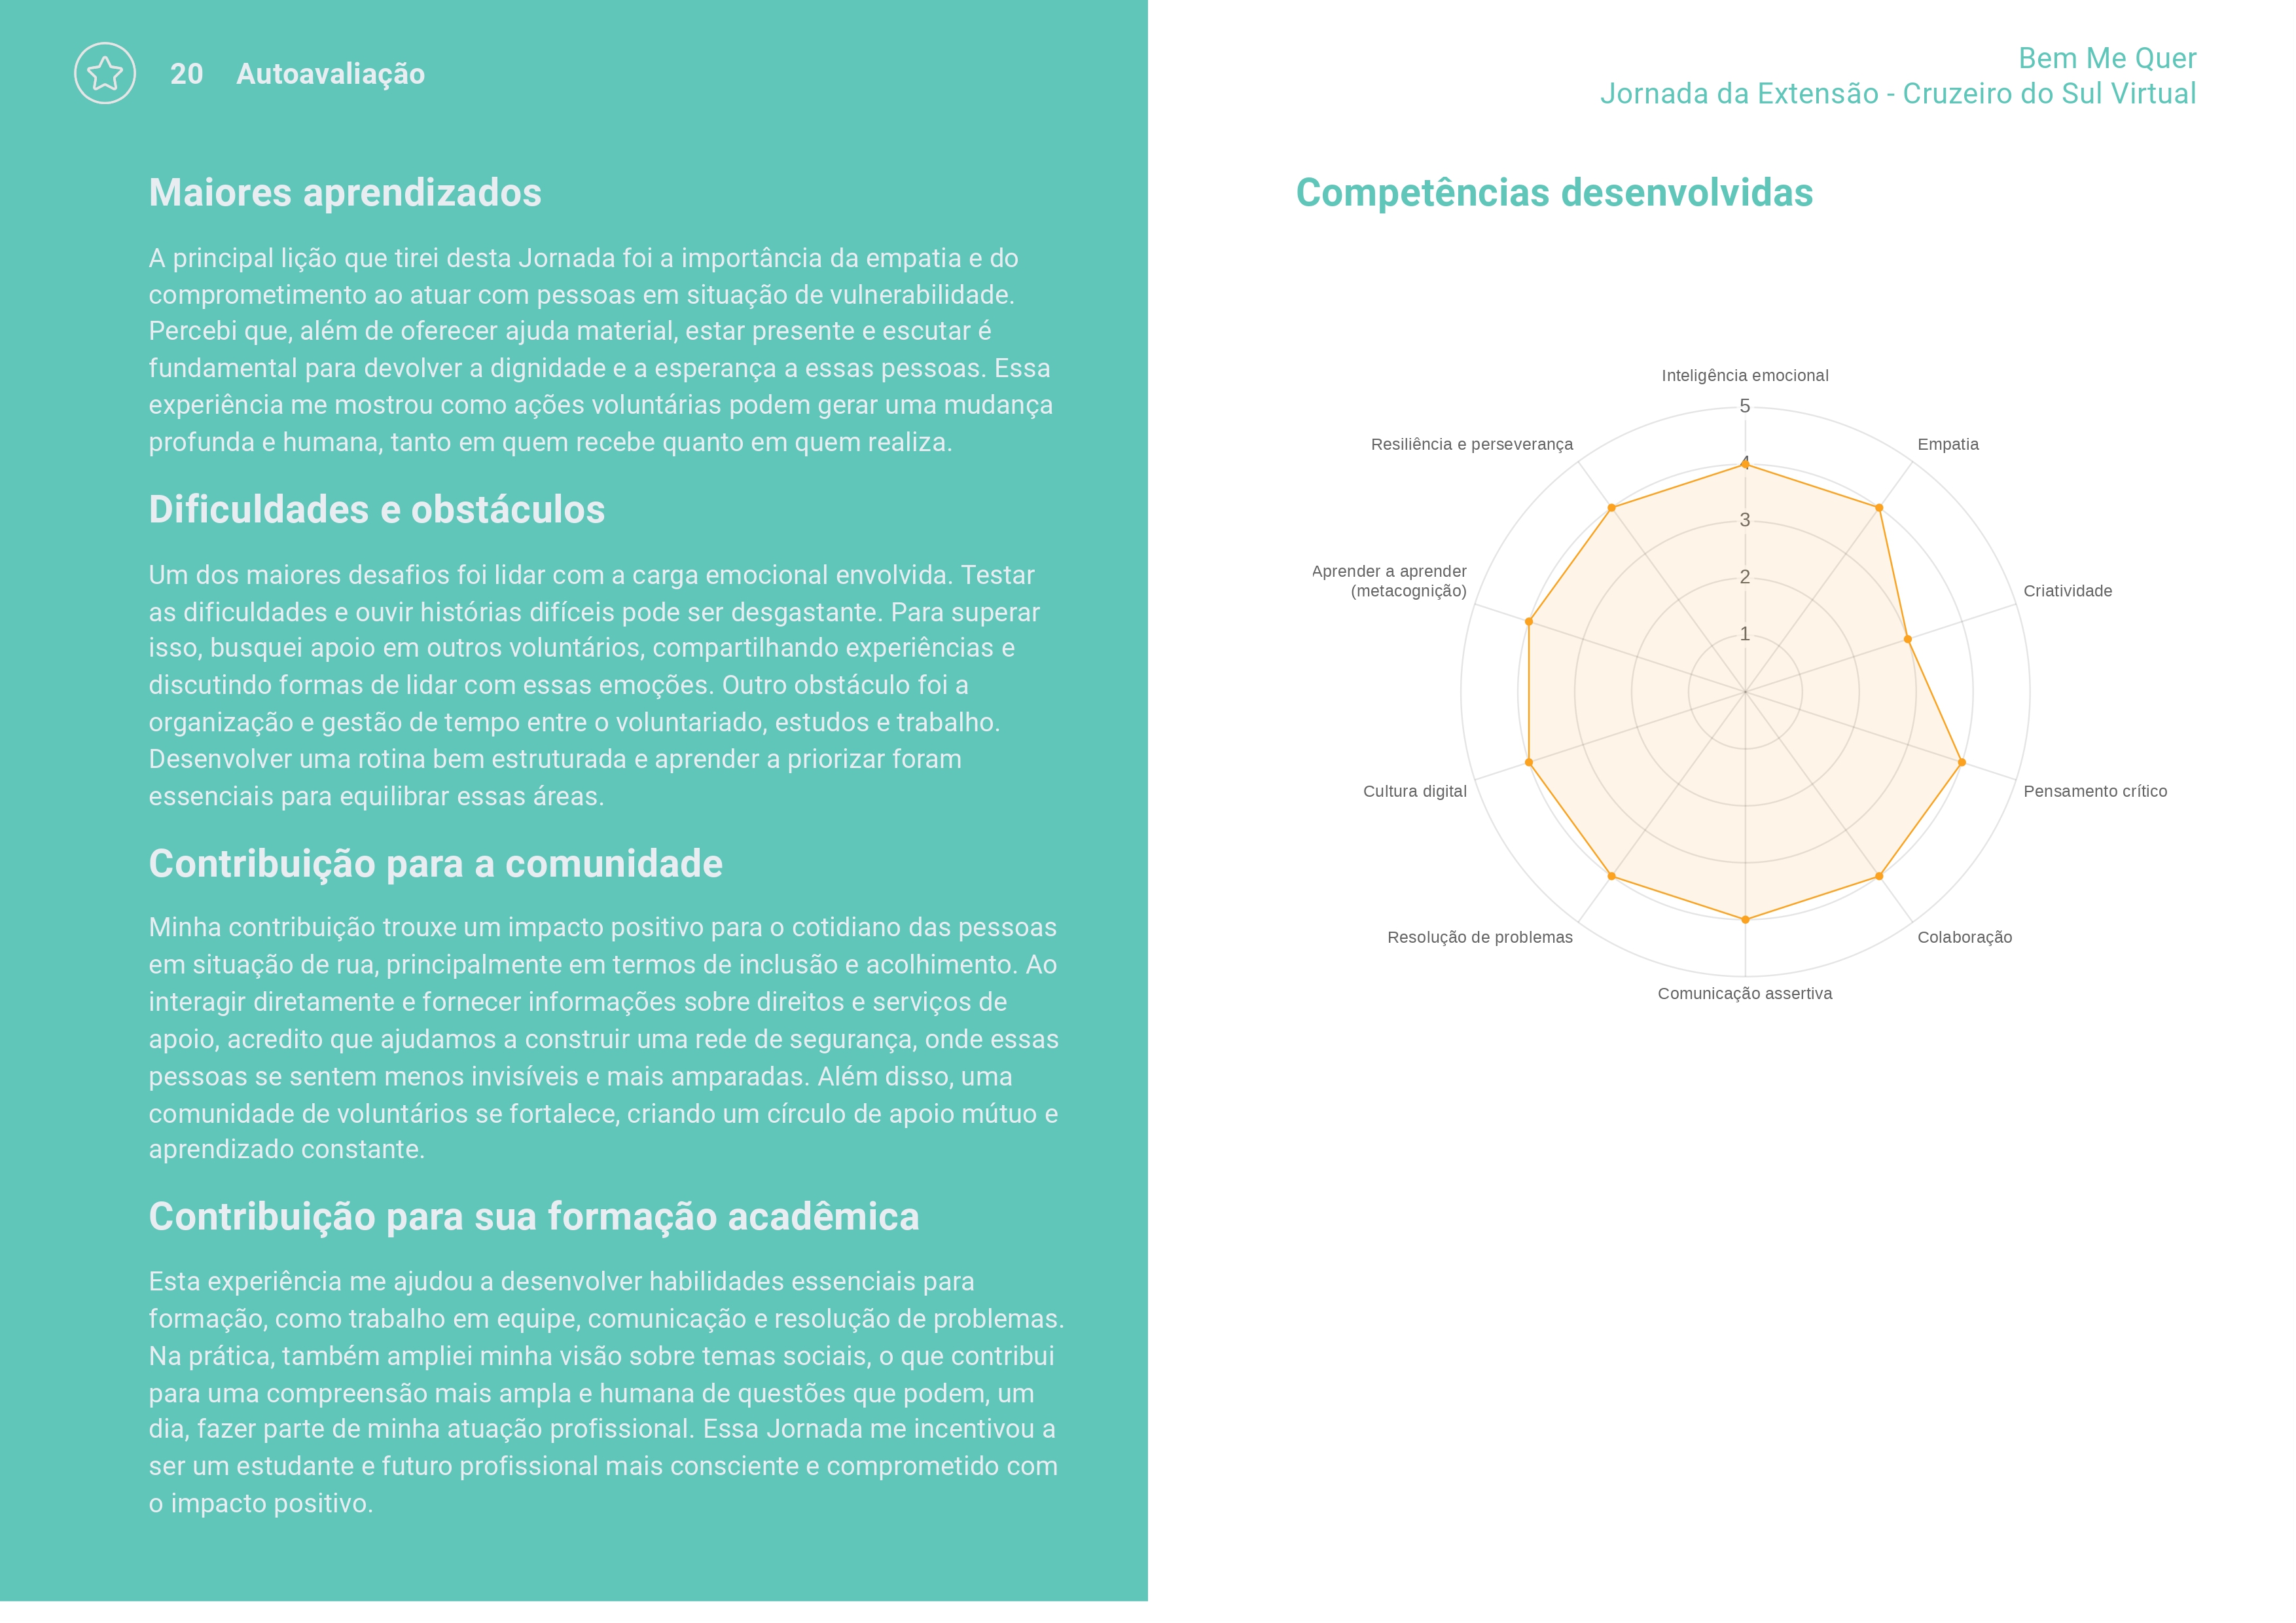 20 Autoavaliação
Bem Me Quer
Jornada da Extensão - Cruzeiro do Sul Virtual
Maiores aprendizados
A principal lição que tirei desta Jornada foi a importância da empatia e do
comprometimento ao atuar com pessoas em situação de vulnerabilidade.
Percebi que, além de oferecer ajuda material, estar presente e escutar é
fundamental para devolver a dignidade e a esperança a essas pessoas. Essa
experiência me mostrou como ações voluntárias podem gerar uma mudança
profunda e humana, tanto em quem recebe quanto em quem realiza.
Dificuldades e obstáculos
Um dos maiores desafios foi lidar com a carga emocional envolvida. Testar
as dificuldades e ouvir histórias difíceis pode ser desgastante. Para superar
isso, busquei apoio em outros voluntários, compartilhando experiências e
discutindo formas de lidar com essas emoções. Outro obstáculo foi a
organização e gestão de tempo entre o voluntariado, estudos e trabalho.
Desenvolver uma rotina bem estruturada e aprender a priorizar foram
essenciais para equilibrar essas áreas.
Contribuição para a comunidade
Minha contribuição trouxe um impacto positivo para o cotidiano das pessoas
em situação de rua, principalmente em termos de inclusão e acolhimento. Ao
interagir diretamente e fornecer informações sobre direitos e serviços de
apoio, acredito que ajudamos a construir uma rede de segurança, onde essas
pessoas se sentem menos invisíveis e mais amparadas. Além disso, uma
comunidade de voluntários se fortalece, criando um círculo de apoio mútuo e
aprendizado constante.
Contribuição para sua formação acadêmica
Esta experiência me ajudou a desenvolver habilidades essenciais para
formação, como trabalho em equipe, comunicação e resolução de problemas.
Na prática, também ampliei minha visão sobre temas sociais, o que contribui
para uma compreensão mais ampla e humana de questões que podem, um
dia, fazer parte de minha atuação profissional. Essa Jornada me incentivou a
ser um estudante e futuro profissional mais consciente e comprometido com
o impacto positivo.
Competências desenvolvidas
Inteligência emocional
5
Resiliência e perseverança
Empatia
4
3
Aprender a aprender
(metacognição)
Criatividade
2
1
Cultura digital
Pensamento crítico
Resolução de problemas
Colaboração
Comunicação assertiva